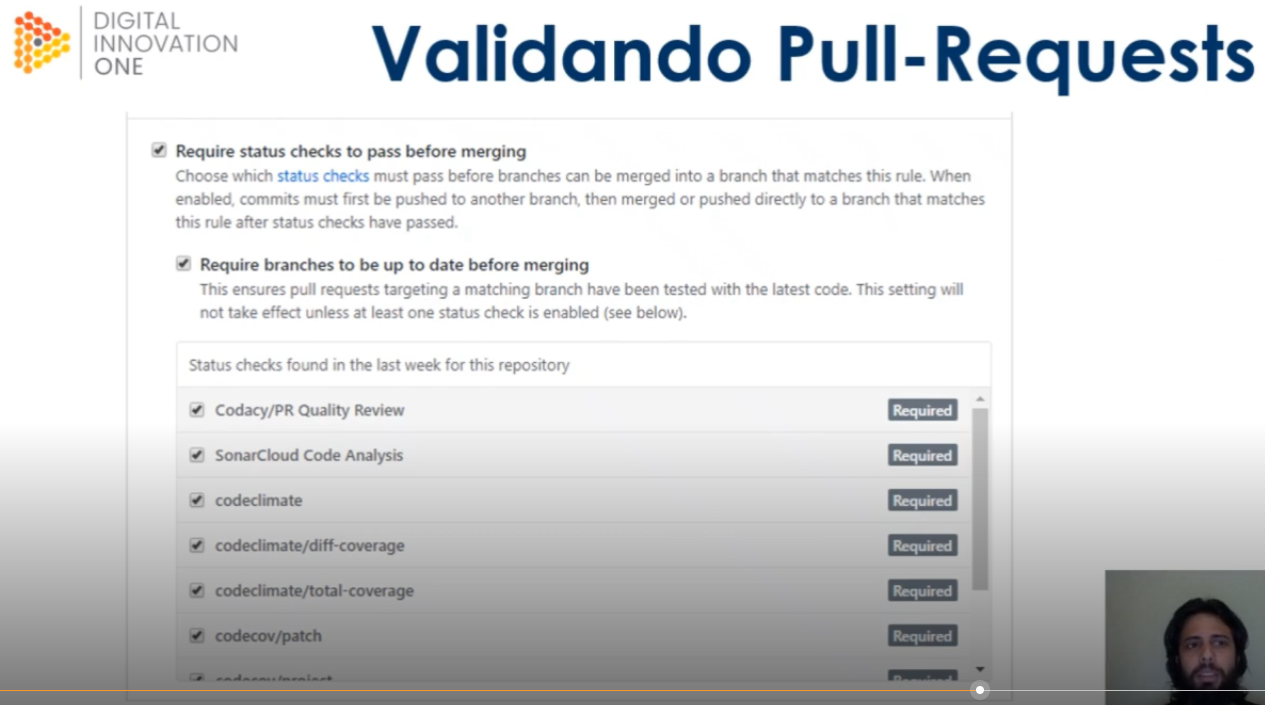 DIGITAL
INNOVATION
ONE
Validando Pull-Requests
Require status checks to pass before merging
Choose which status checks must pass before branches can be merged into a branch that matches this rule. When
enabled, commits must first be pushed to another branch, then merged or pushed directly to a branch that matches
this rule after status checks have passed.
Require branches to be up to date before merging
This ensures pull requests targeting a matching branch have been tested with the latest code. This setting will
not take effect unless at least one status check is enabled (see below).
Status checks found in the last week for this repository
Codacy/PR Quality Review Required
SonarCloud Code Analysis Required
codeclimate Required
codeclimate/diff-coverage Required
codeclimate/total-coverage Required
codecov/patch Required
codecov/project Required